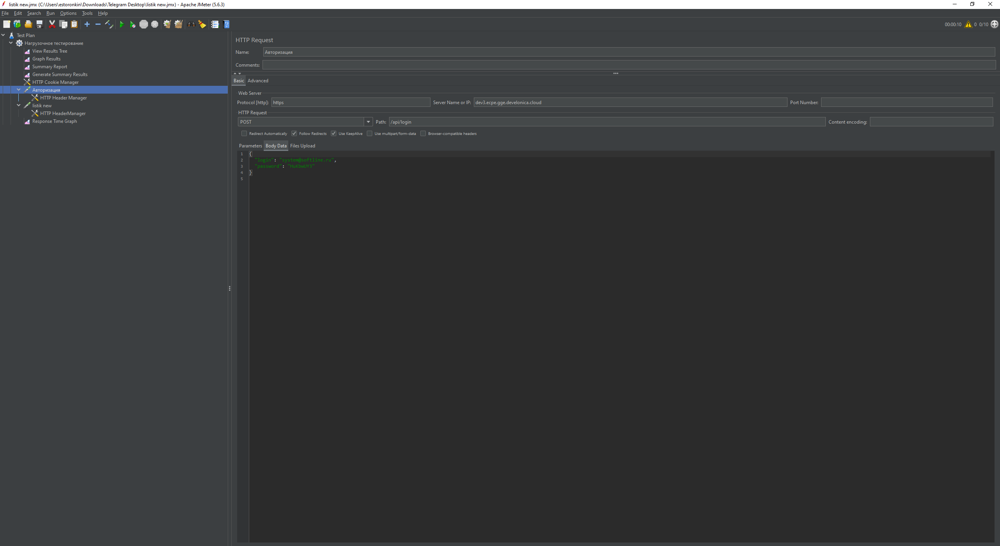 listik new.jmx (C:\Users\estoronkin\Downloads\Telegram Desktop\listik new.jmx) - Apache JMeter (5.6.3)
File Edit Search Run Options Tools Help
00:00:10 0 0/10
Test Plan
Нагрузочное тестирование
View Results Tree
Graph Results
Summary Report
Generate Summary Results
HTTP Cookie Manager
Авторизация
HTTP Header Manager
listik new
HTTP HeaderManager
Response Time Graph
HTTP Request
Name: Авторизация
Comments:
Basic Advanced
Web Server
Protocol [http]: https Server Name or IP: dev3.ecpe.gge.develonica.cloud Port Number:
HTTP Request
POST Path: /api/login Content encoding:
Redirect Automatically Follow Redirects Use KeepAlive Use multipart/form-data Browser-compatible headers
Parameters Body Data Files Upload
1 {
2 "login": "system@softline.ru",
3 "password": "HuKbwUY3"
4 }
5